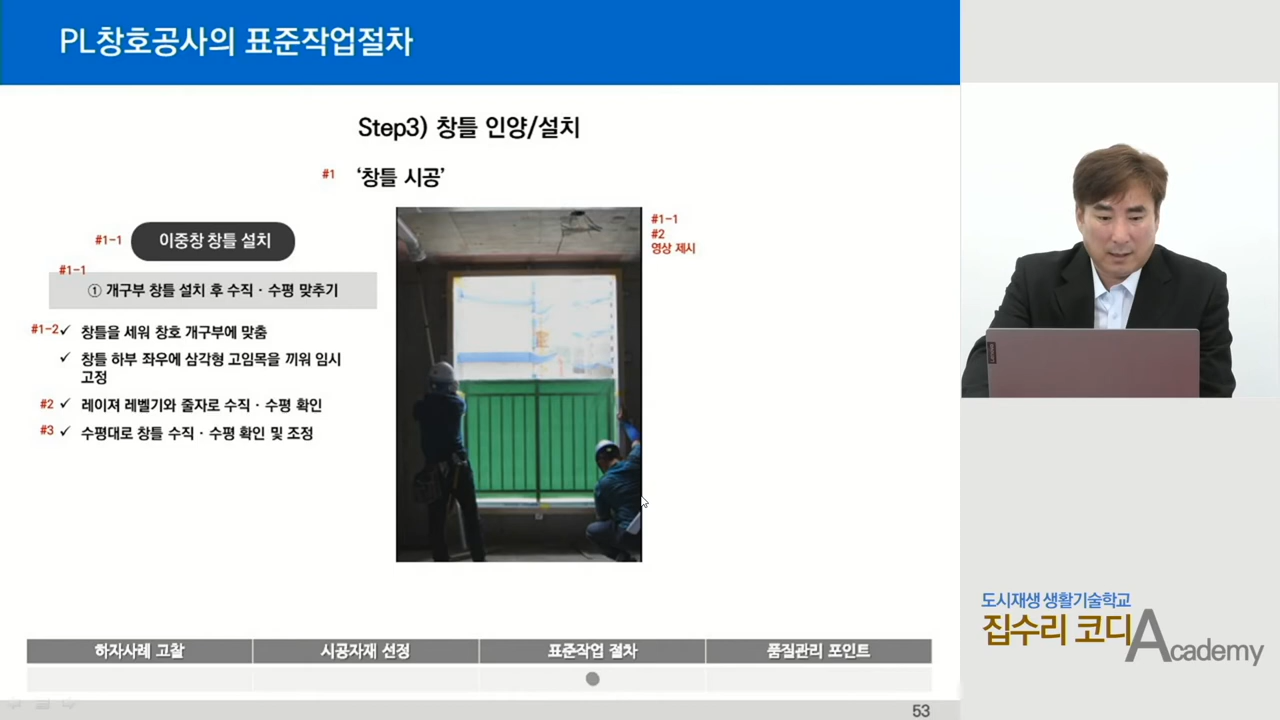 PL창호공사의 표준작업절차
Step3) 창틀 인양/설치
#1 ‘창틀 시공’
#1-1 이중창 창틀 설치
#1-1
① 개구부 창틀 설치 후 수직 · 수평 맞추기
#1-2✓ 창틀을 세워 창호 개구부에 맞춤
✓ 창틀 하부 좌우에 삼각형 고임목을 끼워 임시
고정
#2 ✓ 레이져 레벨기와 줄자로 수직 · 수평 확인
#3 ✓ 수평대로 창틀 수직 · 수평 확인 및 조정
#1-1
#2
영상 제시
하자사례 고찰 시공자재 선정 표준작업 절차 품질관리 포인트
53
Lenovo
도시재생 생활기술학교
집수리 코디Academy